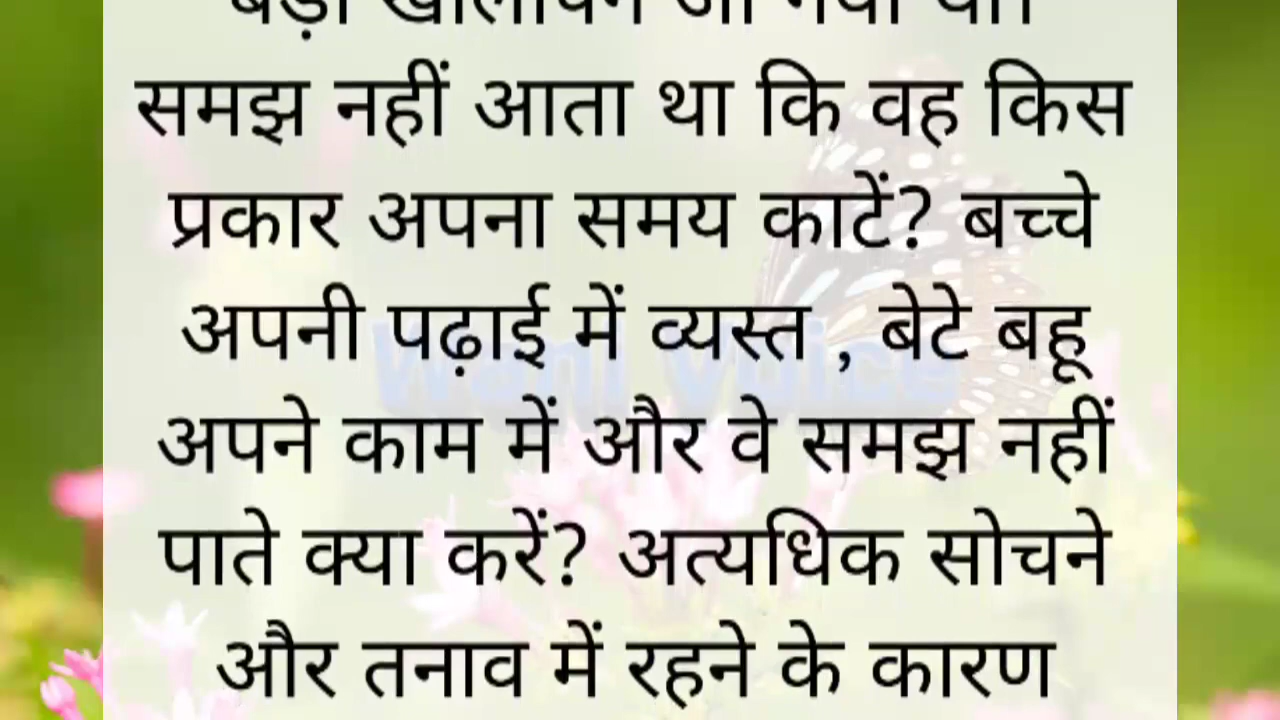 समझ नहीं आता था कि वह किस
प्रकार अपना समय काटें? बच्चे
अपनी पढ़ाई में व्यस्त , बेटे बहू
अपने काम में और वे समझ नहीं
पाते क्या करें? अत्यधिक सोचने
और तनाव में रहने के कारण